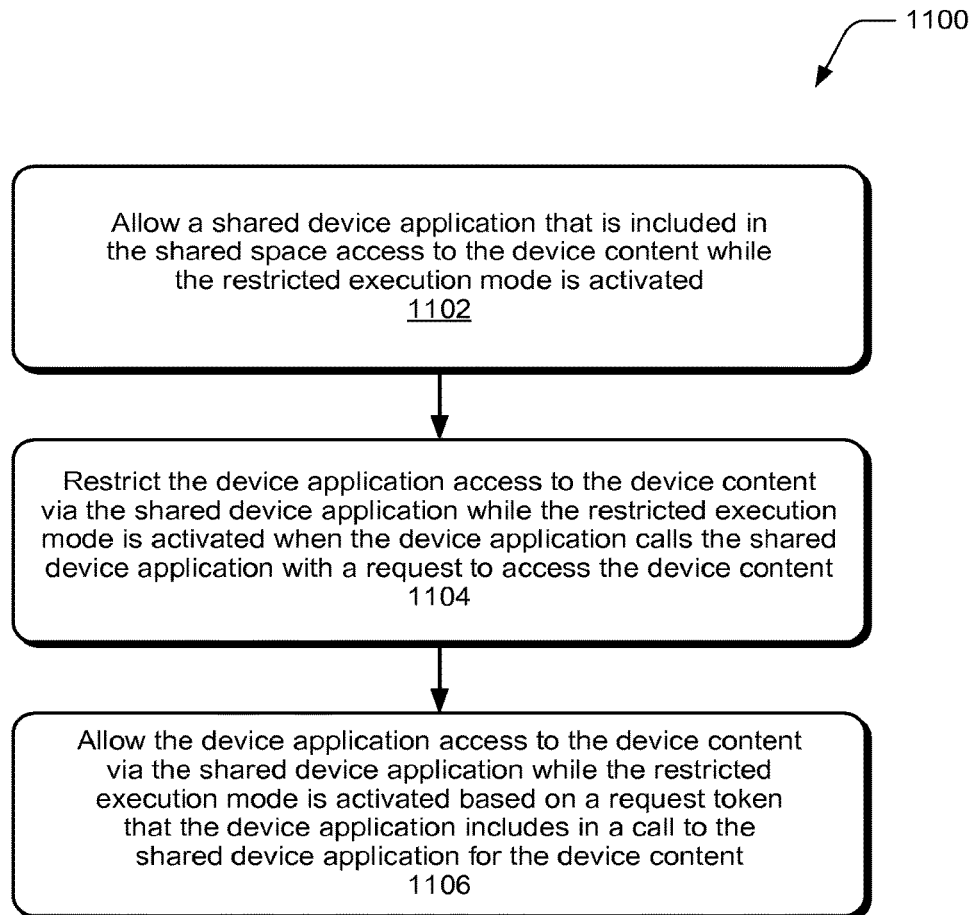 1100
Allow a shared device application that is included in
the shared space access to the device content while
the restricted execution mode is activated
1102
Restrict the device application access to the device content
via the shared device application while the restricted execution
mode is activated when the device application calls the shared
device application with a request to access the device content
1104
Allow the device application access to the device content
via the shared device application while the restricted
execution mode is activated based on a request token
that the device application includes in a call to the
shared device application for the device content
1106